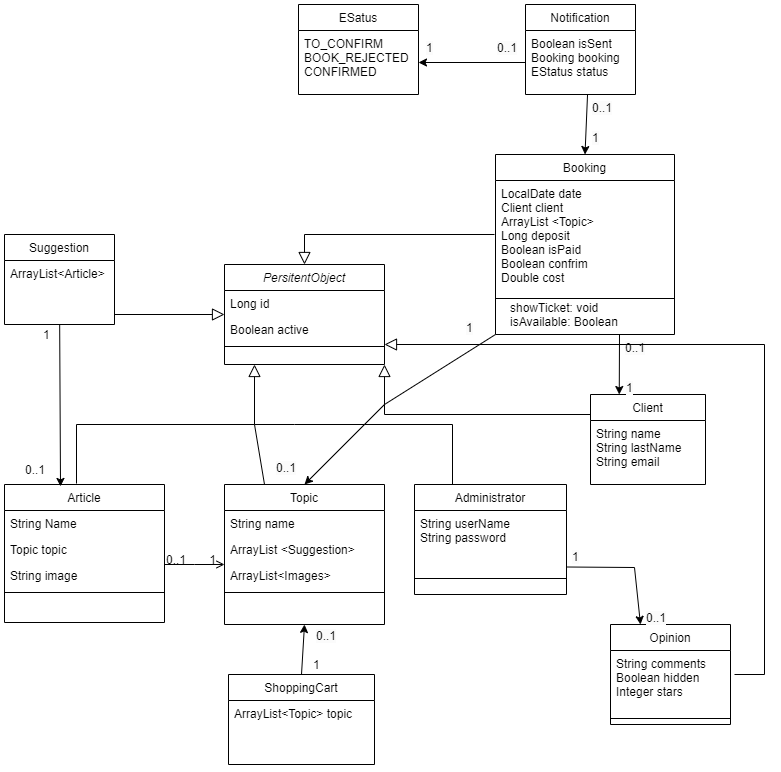 ESatus
TO_CONFIRM
BOOK_REJECTED
CONFIRMED
1
0..1
Notification
Boolean isSent
Booking booking
EStatus status
0..1
1
Booking
LocalDate date
Client client
ArrayList <Topic>
Long deposit
Boolean isPaid
Boolean confrim
Double cost
showTicket: void
isAvailable: Boolean
Suggestion
ArrayList<Article>
PersitentObject
Long id
Boolean active
1
1
0..1
1
Client
String name
String lastName
String email
0..1
0..1
Article
String Name
Topic topic
String image
0..1
1
Topic
String name
ArrayList <Suggestion>
ArrayList<Images>
Administrator
String userName
String password
1
0..1
Opinion
String comments
Boolean hidden
Integer stars
0..1
1
ShoppingCart
ArrayList<Topic> topic